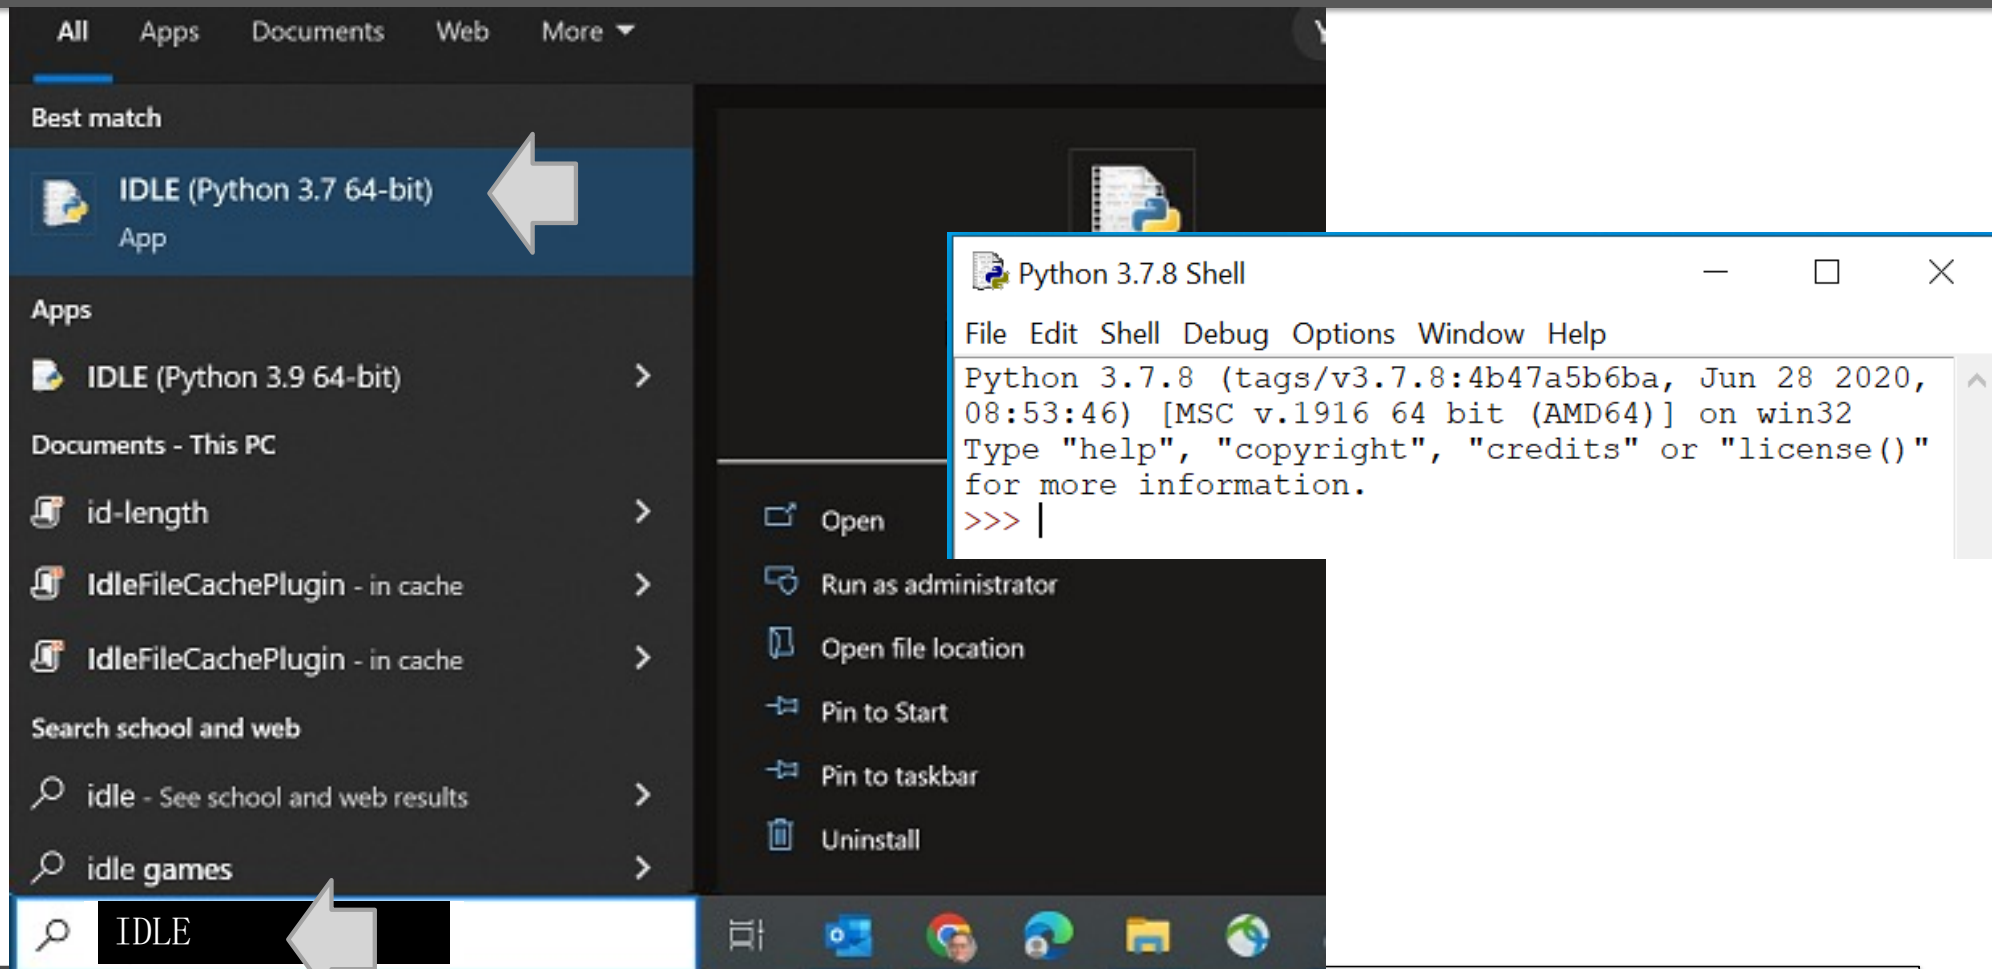 All Apps Documents Web More
Best match
IDLE (Python 3.7 64-bit)
App
Apps
IDLE (Python 3.9 64-bit)
Documents - This PC
id-length
IdleFileCachePlugin - in cache
IdleFileCachePlugin - in cache
Search school and web
idle - See school and web results
idle games
IDLE
Open
Run as administrator
Open file location
Pin to Start
Pin to taskbar
Uninstall
Python 3.7.8 Shell
File Edit Shell Debug Options Window Help
Python 3.7.8 (tags/v3.7.8:4b47a5b6ba, Jun 28 2020,
08:53:46) [MSC v.1916 64 bit (AMD64)] on win32
Type "help", "copyright", "credits" or "license()"
for more information.
>>>